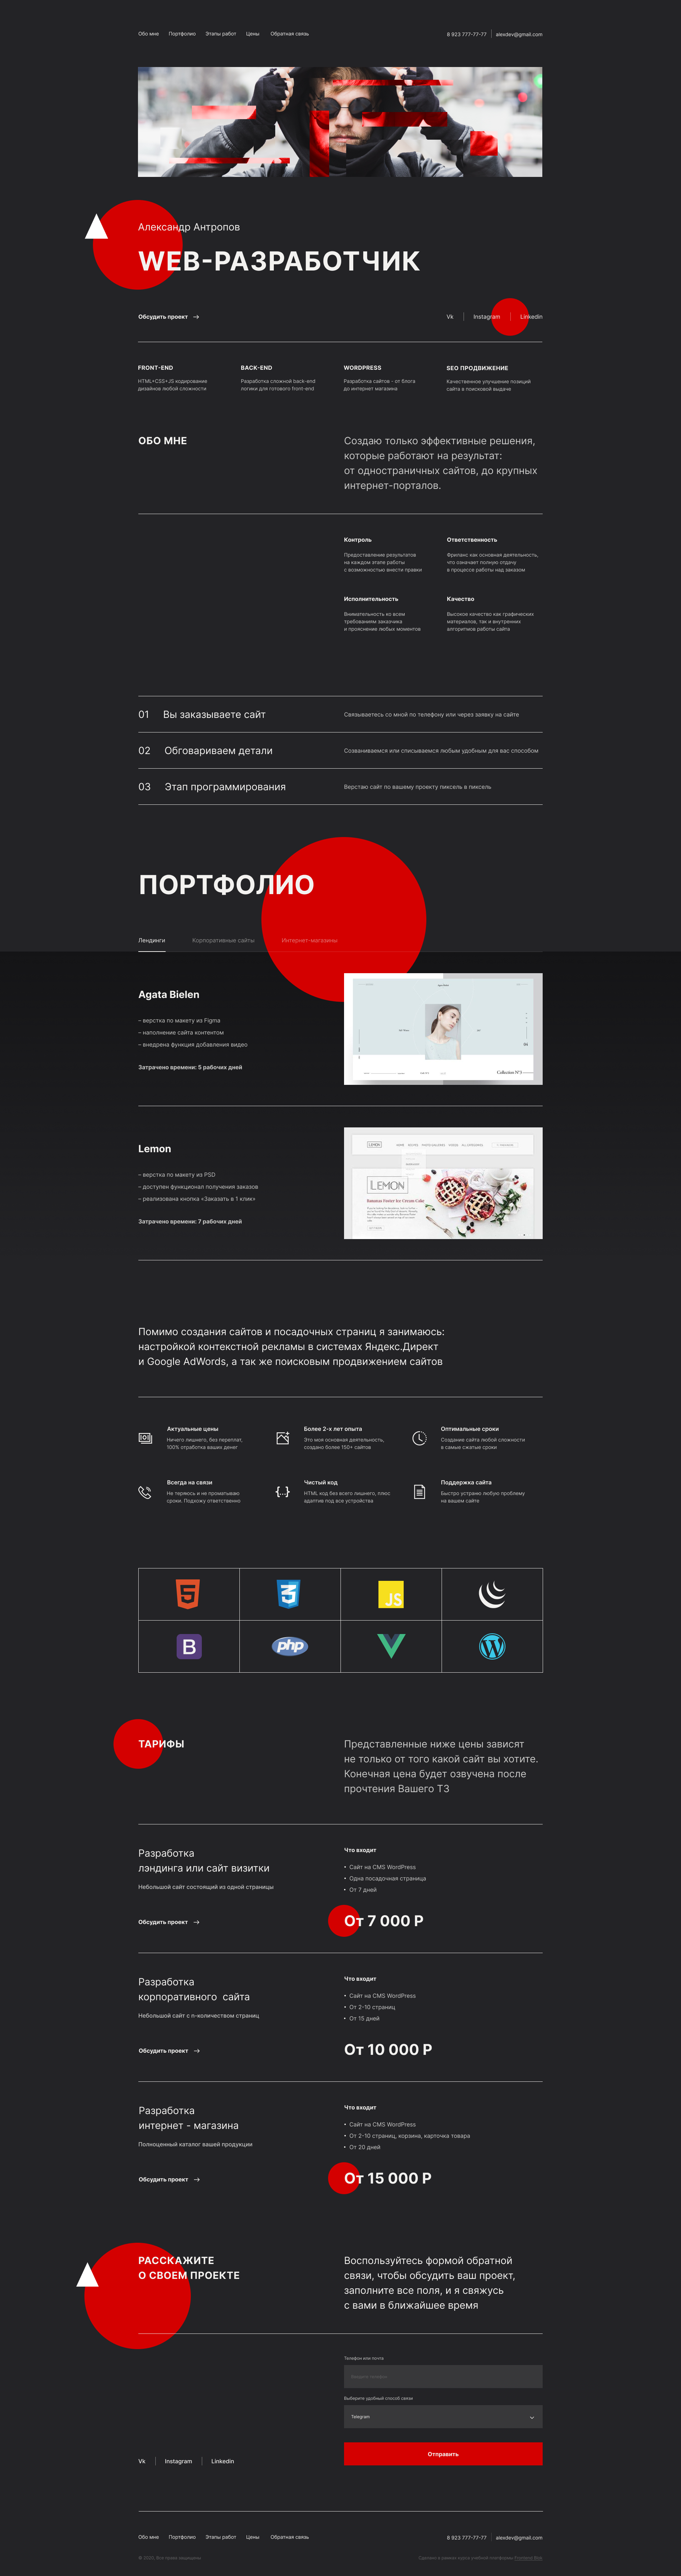 Обо мне Портфолио Этапы работ Цены Обратная связь
8 923 777-77-77 alexdev@gmail.com
Александр Антропов
WEB-РАЗРАБОТЧИК
Обсудить проект →
Vk Instagram Linkedin
FRONT-END
HTML+CSS+JS кодирование
дизайнов любой сложности
BACK-END
Разработка сложной back-end
логики для готового front-end
WORDPRESS
Разработка сайтов - от блога
до интернет магазина
SEO ПРОДВИЖЕНИЕ
Качественное улучшение позиций
сайта в поисковой выдаче
ОБО МНЕ
Создаю только эффективные решения,
которые работают на результат:
от одностраничных сайтов, до крупных
интернет-порталов.
Контроль
Предоставление результатов
на каждом этапе работы
с возможностью внести правки
Ответственность
Фриланс как основная деятельность,
что означает полную отдачу
в процессе работы над заказом
Исполнительность
Внимательность ко всем
требованиям заказчика
и прояснение любых моментов
Качество
Высокое качество как графических
материалов, так и внутренних
алгоритмов работы сайта
01 Вы заказываете сайт
Связываетесь со мной по телефону или через заявку на сайте
02 Обговариваем детали
Созваниваемся или списываемся любым удобным для вас способом
03 Этап программирования
Верстаю сайт по вашему проекту пиксель в пиксель
ПОРТФОЛИО
Лендинги Корпоративные сайты Интернет-магазины
Agata Bielen
– верстка по макету из Figma
– наполнение сайта контентом
– внедрена функция добавления видео
Затрачено времени: 5 рабочих дней
Collection №3
Lemon
– верстка по макету из PSD
– доступен функционал получения заказов
– реализована кнопка «Заказать в 1 клик»
Затрачено времени: 7 рабочих дней
LEMON
LEMON
Bananas Foster Ice Cream Cake
Помимо создания сайтов и посадочных страниц я занимаюсь:
настройкой контекстной рекламы в системах Яндекс.Директ
и Google AdWords, а так же поисковым продвижением сайтов
Актуальные цены
Ничего лишнего, без переплат,
100% отработка ваших денег
Более 2-х лет опыта
Это моя основная деятельность,
создано более 150+ сайтов
Оптимальные сроки
Создание сайта любой сложности
в самые сжатые сроки
Всегда на связи
Не теряюсь и не проматываю
сроки. Подхожу ответственно
Чистый код
HTML код без всего лишнего, плюс
адаптив под все устройства
Поддержка сайта
Быстро устраню любую проблему
на вашем сайте
5
3
JS
B
php
W
ТАРИФЫ
Представленные ниже цены зависят
не только от того какой сайт вы хотите.
Конечная цена будет озвучена после
прочтения Вашего ТЗ
Разработка
лэндинга или сайт визитки
Небольшой сайт состоящий из одной страницы
Обсудить проект →
Что входит
• Сайт на CMS WordPress
• Одна посадочная страница
• От 7 дней
От 7 000 Р
Разработка
корпоративного сайта
Небольшой сайт с n-количеством страниц
Обсудить проект →
Что входит
• Сайт на CMS WordPress
• От 2-10 страниц
• От 15 дней
От 10 000 Р
Разработка
интернет - магазина
Полноценный каталог вашей продукции
Обсудить проект →
Что входит
• Сайт на CMS WordPress
• От 2-10 страниц, корзина, карточка товара
• От 20 дней
От 15 000 Р
РАССКАЖИТЕ
О СВОЕМ ПРОЕКТЕ
Воспользуйтесь формой обратной
связи, чтобы обсудить ваш проект,
заполните все поля, и я свяжусь
с вами в ближайшее время
Телефон или почта
Выберите удобный способ связи
Telegram
Отправить
Vk Instagram Linkedin
Обо мне Портфолио Этапы работ Цены Обратная связь
8 923 777-77-77 alexdev@gmail.com
© 2020, Все права защищены